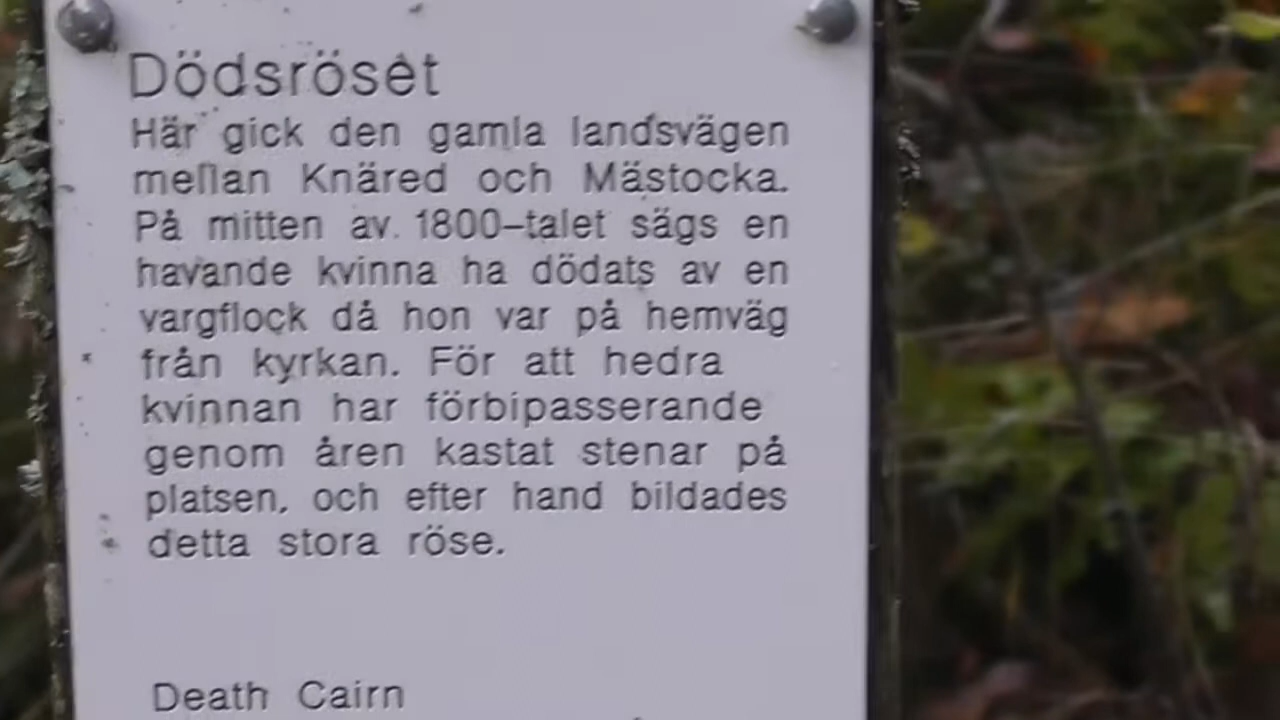 Dödsröset
Här gick den gamla landsvägen
mellan Knäred och Mästocka.
På mitten av 1800-talet sägs en
havande kvinna ha dödats av en
vargflock då hon var på hemväg
från kyrkan. För att hedra
kvinnan har förbipasserande
genom åren kastat stenar på
platsen, och efter hand bildades
detta stora röse.
Death Cairn